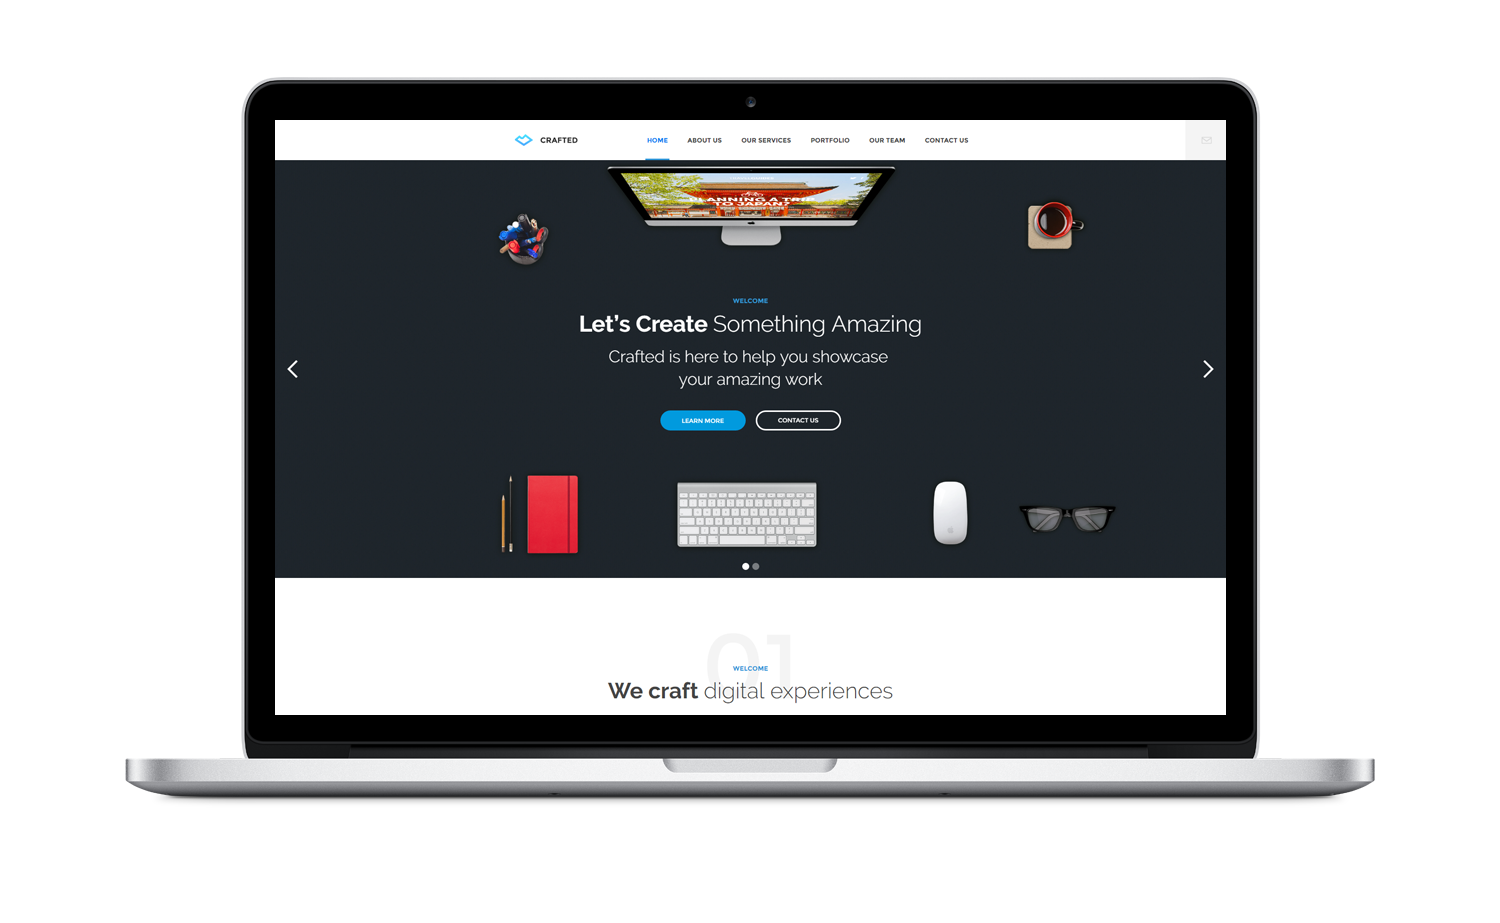 CRAFTED
HOME
ABOUT US
OUR SERVICES
PORTFOLIO
OUR TEAM
CONTACT US
PLANNING A TRIP
TO JAPAN?
WELCOME
Let's Create Something Amazing
Crafted is here to help you showcase
your amazing work
LEARN MORE
CONTACT US
01
WELCOME
We craft digital experiences